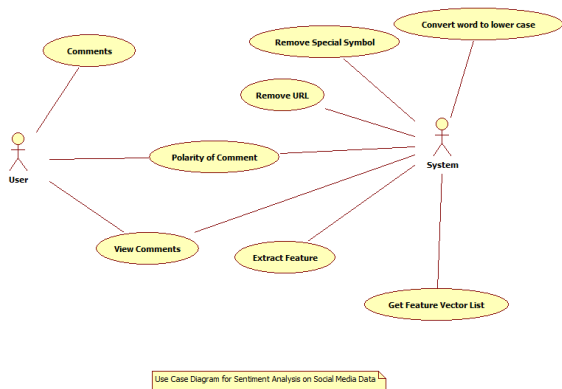 Convert word to lower case
Remove Special Symbol
Comments
Remove URL
Polarity of Comment
User
System
View Comments
Extract Feature
Get Feature Vector List
Use Case Diagram for Sentiment Analysis on Social Media Data